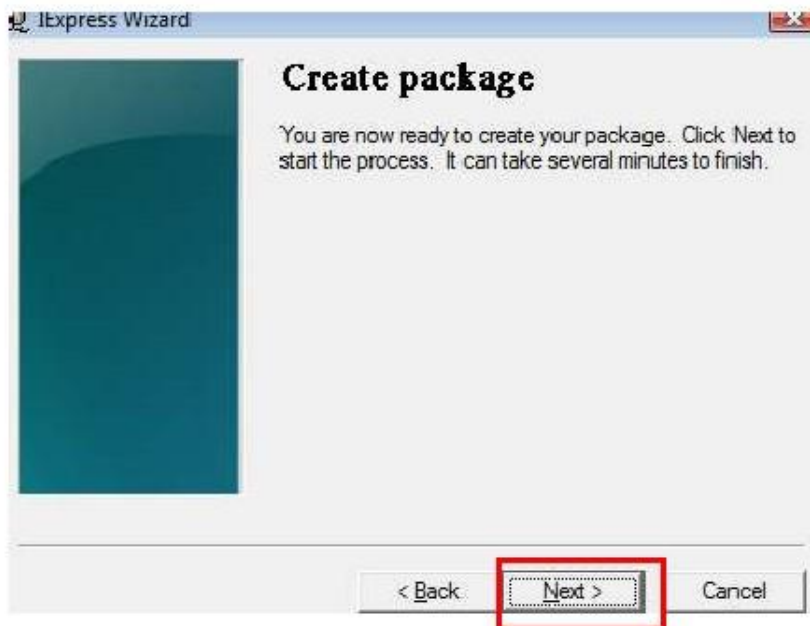 IExpress Wizard
Create package
You are now ready to create your package. Click Next to
start the process. It can take several minutes to finish.
< Back
Next >
Cancel